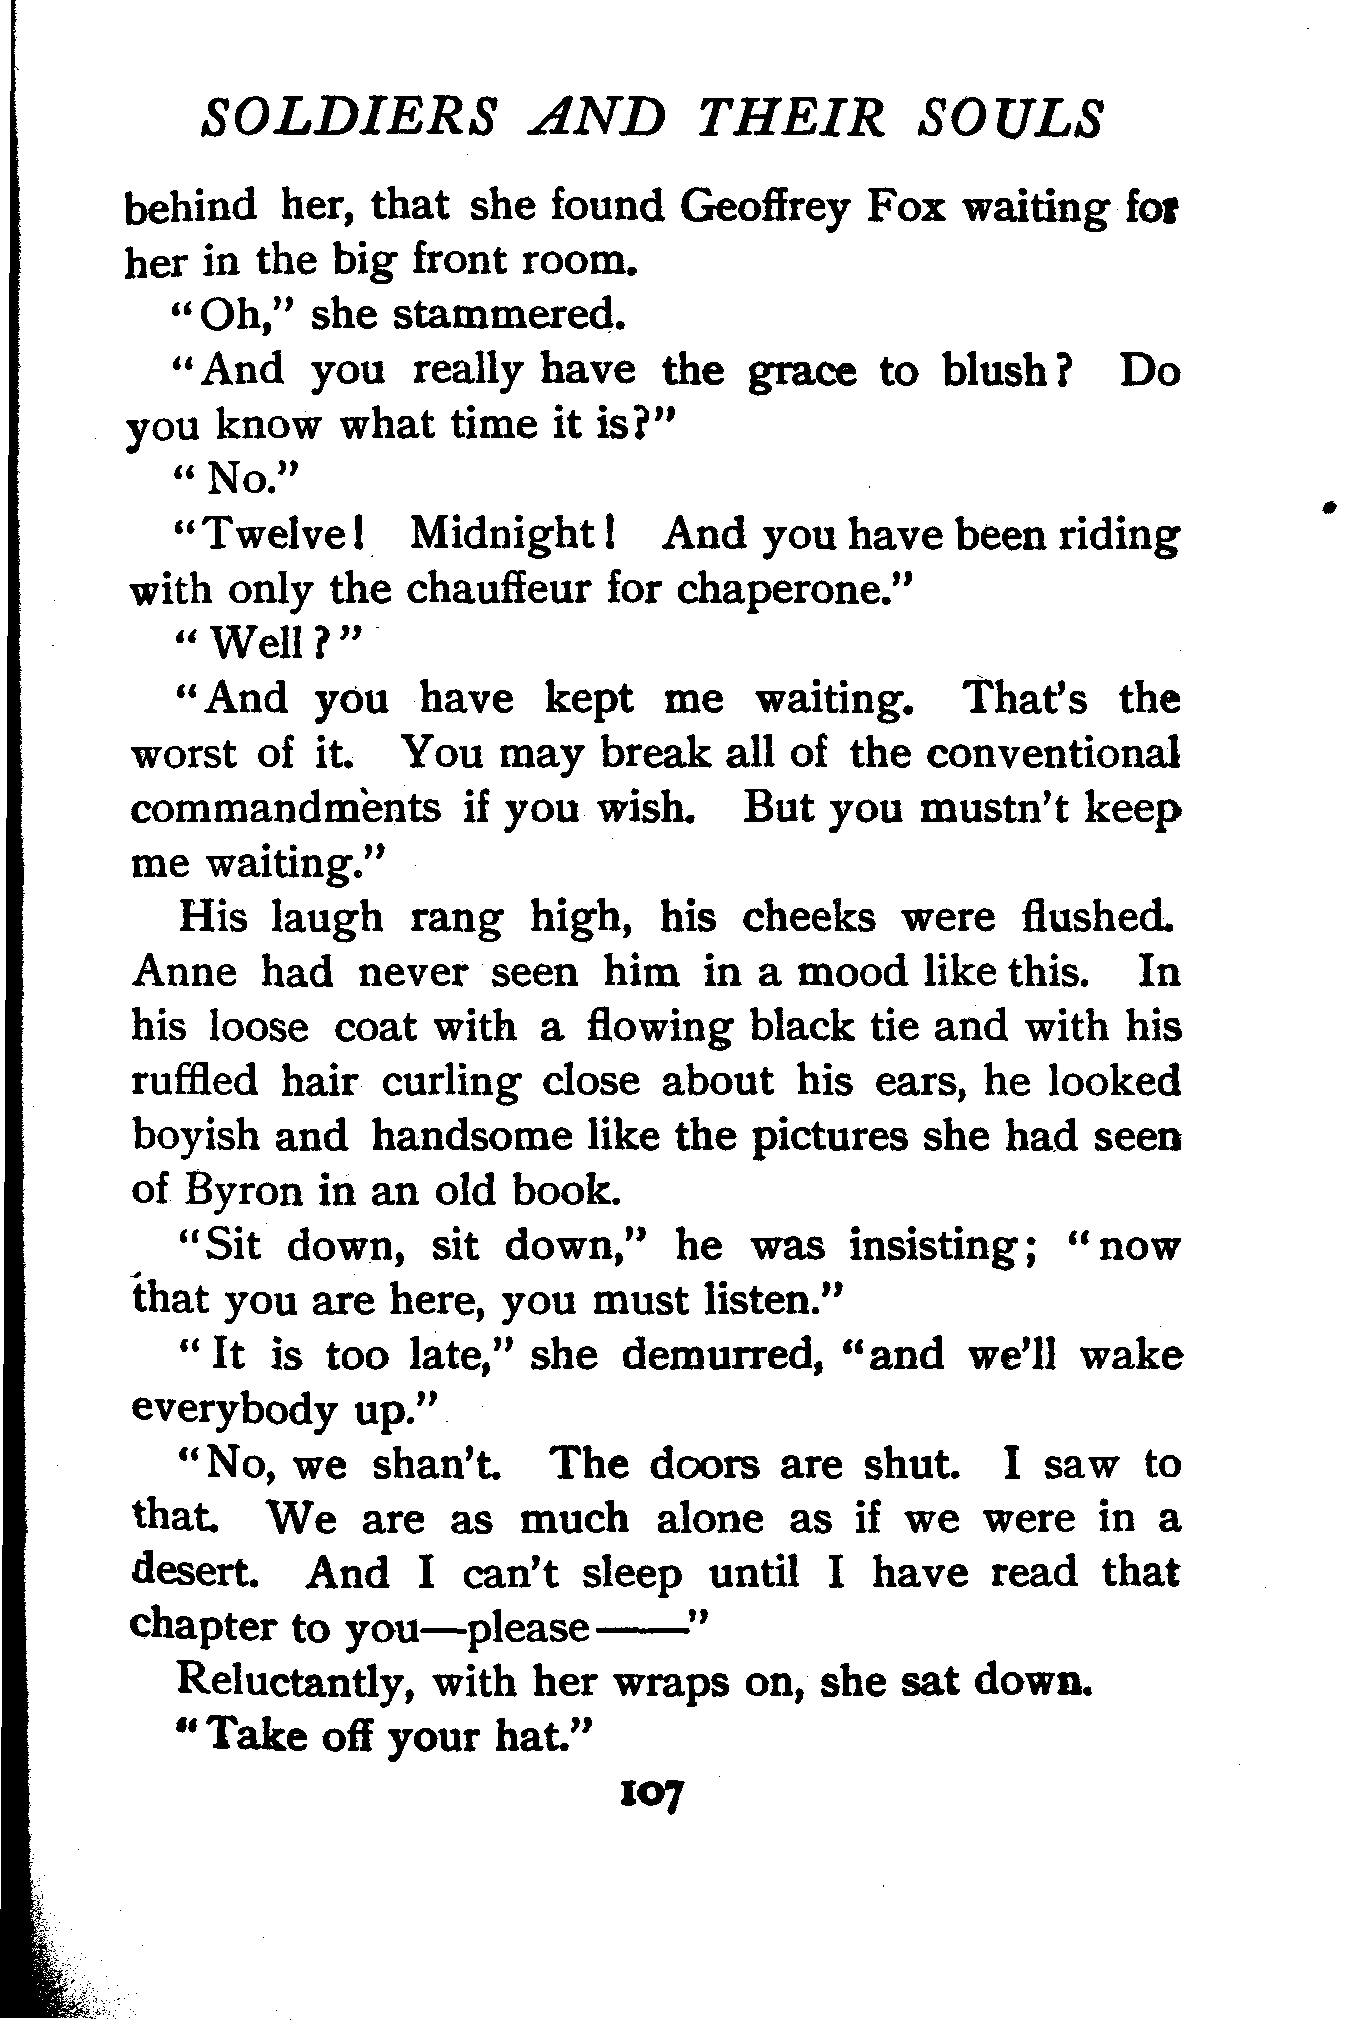 SOLDIERS AND THEIR SOULS
behind her, that she found Geoffrey Fox waiting for
her in the big front room.
“Oh,” she stammered.
“And you really have the grace to blush? Do
you know what time it is?”
“No.”
“Twelve! Midnight! And you have been riding
with only the chauffeur for chaperone.”
“Well?”
“And you have kept me waiting. That’s the
worst of it. You may break all of the conventional
commandments if you wish. But you mustn’t keep
me waiting.”
His laugh rang high, his cheeks were flushed.
Anne had never seen him in a mood like this. In
his loose coat with a flowing black tie and with his
ruffled hair curling close about his ears, he looked
boyish and handsome like the pictures she had seen
of Byron in an old book.
“Sit down, sit down,” he was insisting; “now
that you are here, you must listen.”
“It is too late,” she demurred, “and we’ll wake
everybody up.”
“No, we shan’t. The doors are shut. I saw to
that. We are as much alone as if we were in a
desert. And I can’t sleep until I have read that
chapter to you—please——”
Reluctantly, with her wraps on, she sat down.
“Take off your hat.”
107